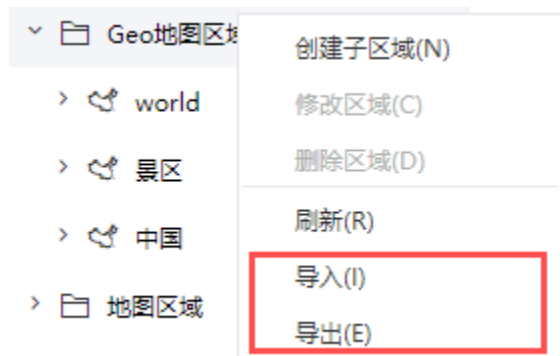 Geo地图区
world
景区
中国
地图区域
创建子区域(N)
修改区域(C)
删除区域(D)
刷新(R)
导入(I)
导出(E)